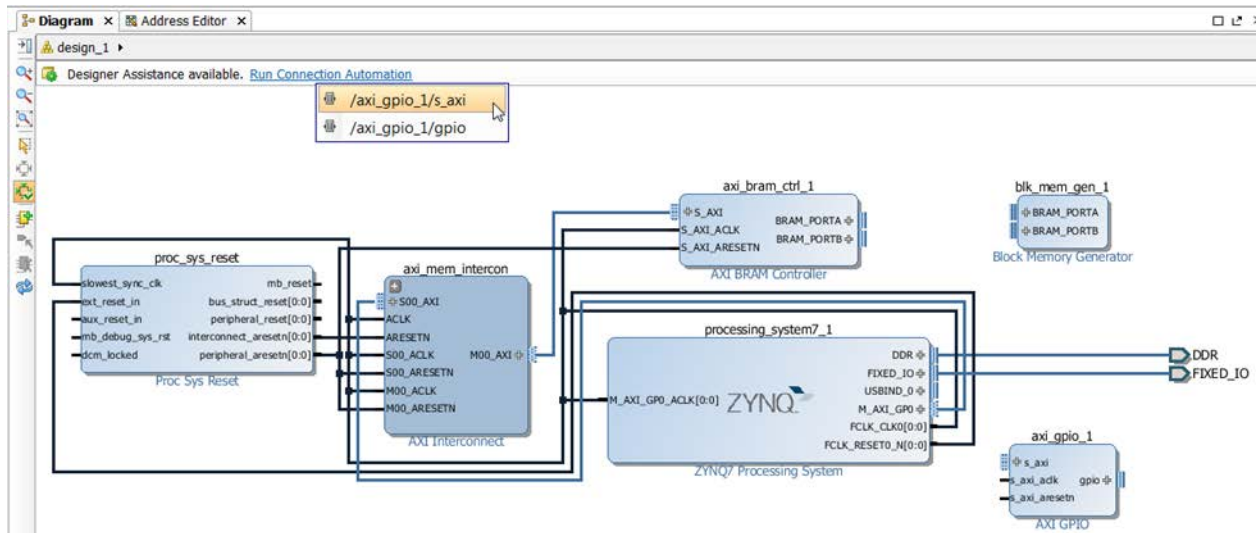 Diagram × Address Editor ×
design_1
Designer Assistance available. Run Connection Automation
/axi_gpio_1/s_axi
/axi_gpio_1/gpio
axi_bram_ctrl_1
S_AXI
S_AXI_ACLK
S_AXI_ARESETN
BRAM_PORTA
BRAM_PORTB
AXI BRAM Controller
blk_mem_gen_1
BRAM_PORTA
BRAM_PORTB
Block Memory Generator
proc_sys_reset
slowest_sync_clk
ext_reset_in
aux_reset_in
mb_debug_sys_rst
dcm_locked
mb_reset
bus_struct_reset[0:0]
peripheral_reset[0:0]
interconnect_aresetn[0:0]
peripheral_aresetn[0:0]
Proc Sys Reset
axi_mem_intercon
S00_AXI
ACLK
ARESETN
S00_ACLK
S00_ARESETN
M00_ACLK
M00_ARESETN
M00_AXI
AXI Interconnect
processing_system7_1
M_AXI_GP0_ACLK[0:0]
ZYNQ
DDR
FIXED_IO
USBIND_0
M_AXI_GP0
FCLK_CLK0[0:0]
FCLK_RESET0_N[0:0]
ZYNQ7 Processing System
DDR
FIXED_IO
axi_gpio_1
s_axi
s_axi_aclk
s_axi_aresetn
gpio
AXI GPIO